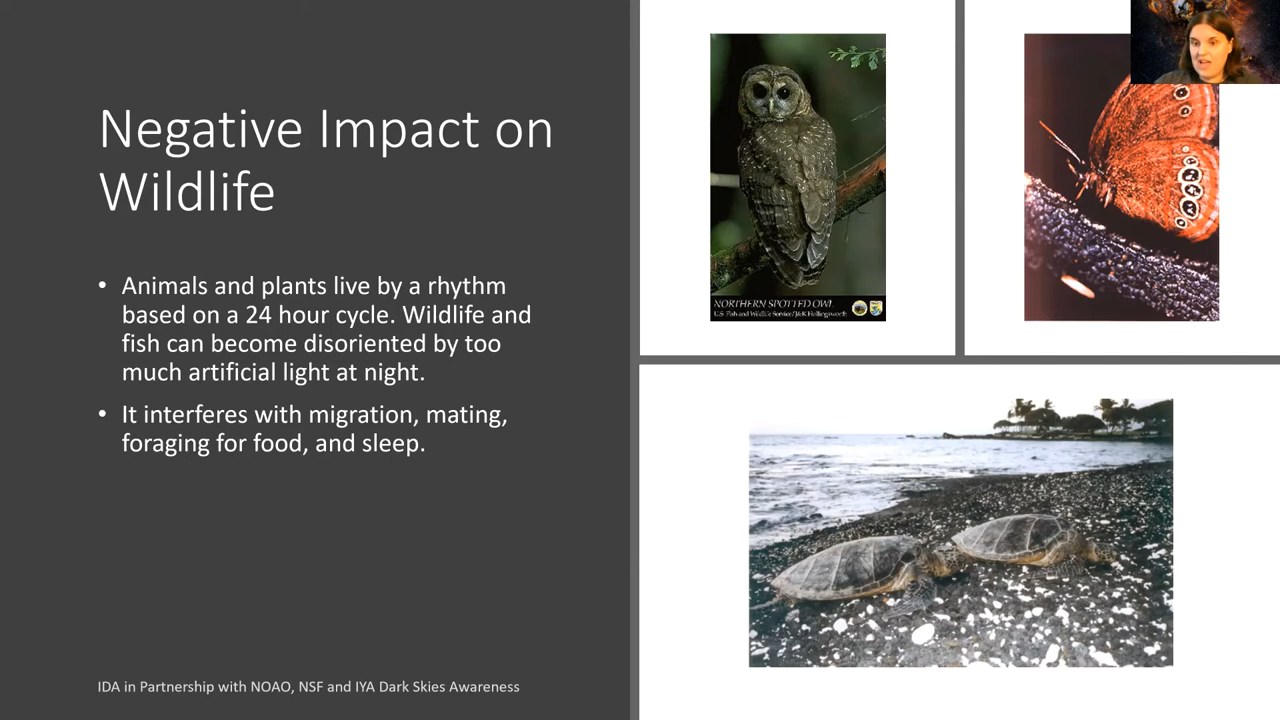 Negative Impact on
Wildlife
• Animals and plants live by a rhythm
based on a 24 hour cycle. Wildlife and
fish can become disoriented by too
much artificial light at night.
• It interferes with migration, mating,
foraging for food, and sleep.
NORTHERN SPOTTED OWL
U.S. Fish and Wildlife Service/J&K Hollingsworth
IDA in Partnership with NOAO, NSF and IYA Dark Skies Awareness